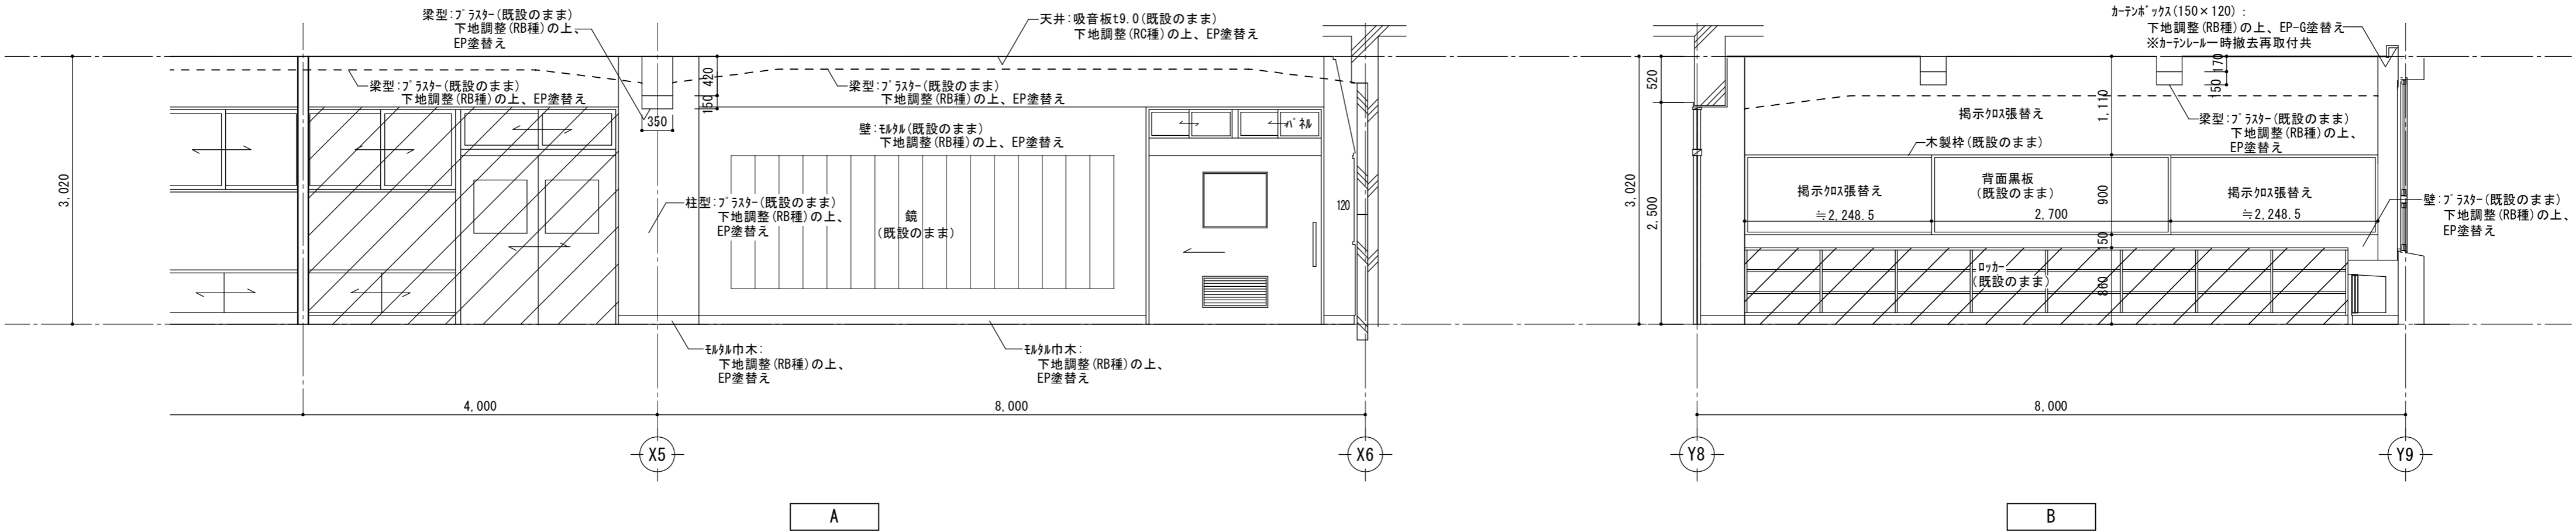 梁型:ﾌﾟﾗｽﾀｰ(既設のまま)
下地調整(RB種)の上、
EP塗替え
天井:吸音板t9.0(既設のまま)
下地調整(RC種)の上、EP塗替え
梁型:ﾌﾟﾗｽﾀｰ(既設のまま)
下地調整(RB種)の上、EP塗替え
梁型:ﾌﾟﾗｽﾀｰ(既設のまま)
下地調整(RB種)の上、EP塗替え
420
150
350
壁:ﾓﾙﾀﾙ(既設のまま)
下地調整(RB種)の上、EP塗替え
ﾊﾟﾈﾙ
3,020
柱型:ﾌﾟﾗｽﾀｰ(既設のまま)
下地調整(RB種)の上、
EP塗替え
鏡
(既設のまま)
120
ﾓﾙﾀﾙ巾木:
下地調整(RB種)の上、
EP塗替え
ﾓﾙﾀﾙ巾木:
下地調整(RB種)の上、
EP塗替え
4,000
8,000
X5
X6
A
ｶｰﾃﾝﾎﾞｯｸｽ(150×120):
下地調整(RB種)の上、EP-G塗替え
※ｶｰﾃﾝﾚｰﾙ一時撤去再取付共
520
170
150
1,110
掲示ｸﾛｽ張替え
梁型:ﾌﾟﾗｽﾀｰ(既設のまま)
下地調整(RB種)の上、
EP塗替え
木製枠(既設のまま)
3,020
2,500
掲示ｸﾛｽ張替え
背面黒板
(既設のまま)
900
掲示ｸﾛｽ張替え
≒2,248.5
2,700
≒2,248.5
壁:ﾌﾟﾗｽﾀｰ(既設のまま)
下地調整(RB種)の上、
EP塗替え
150
ﾛｯｶｰ
(既設のまま)
860
8,000
Y8
Y9
B